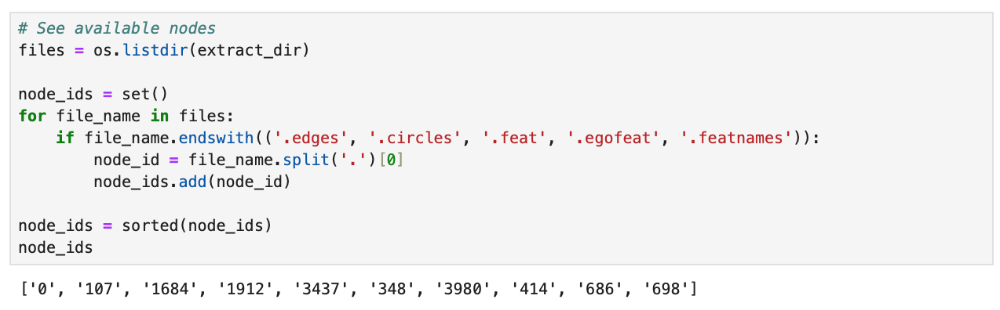 # See available nodes
files = os.listdir(extract_dir)
node_ids = set()
for file_name in files:
    if file_name.endswith(('.edges', '.circles', '.feat', '.egofeat', '.featnames')):
        node_id = file_name.split('.')[0]
        node_ids.add(node_id)
node_ids = sorted(node_ids)
node_ids
['0', '107', '1684', '1912', '3437', '348', '3980', '414', '686', '698']